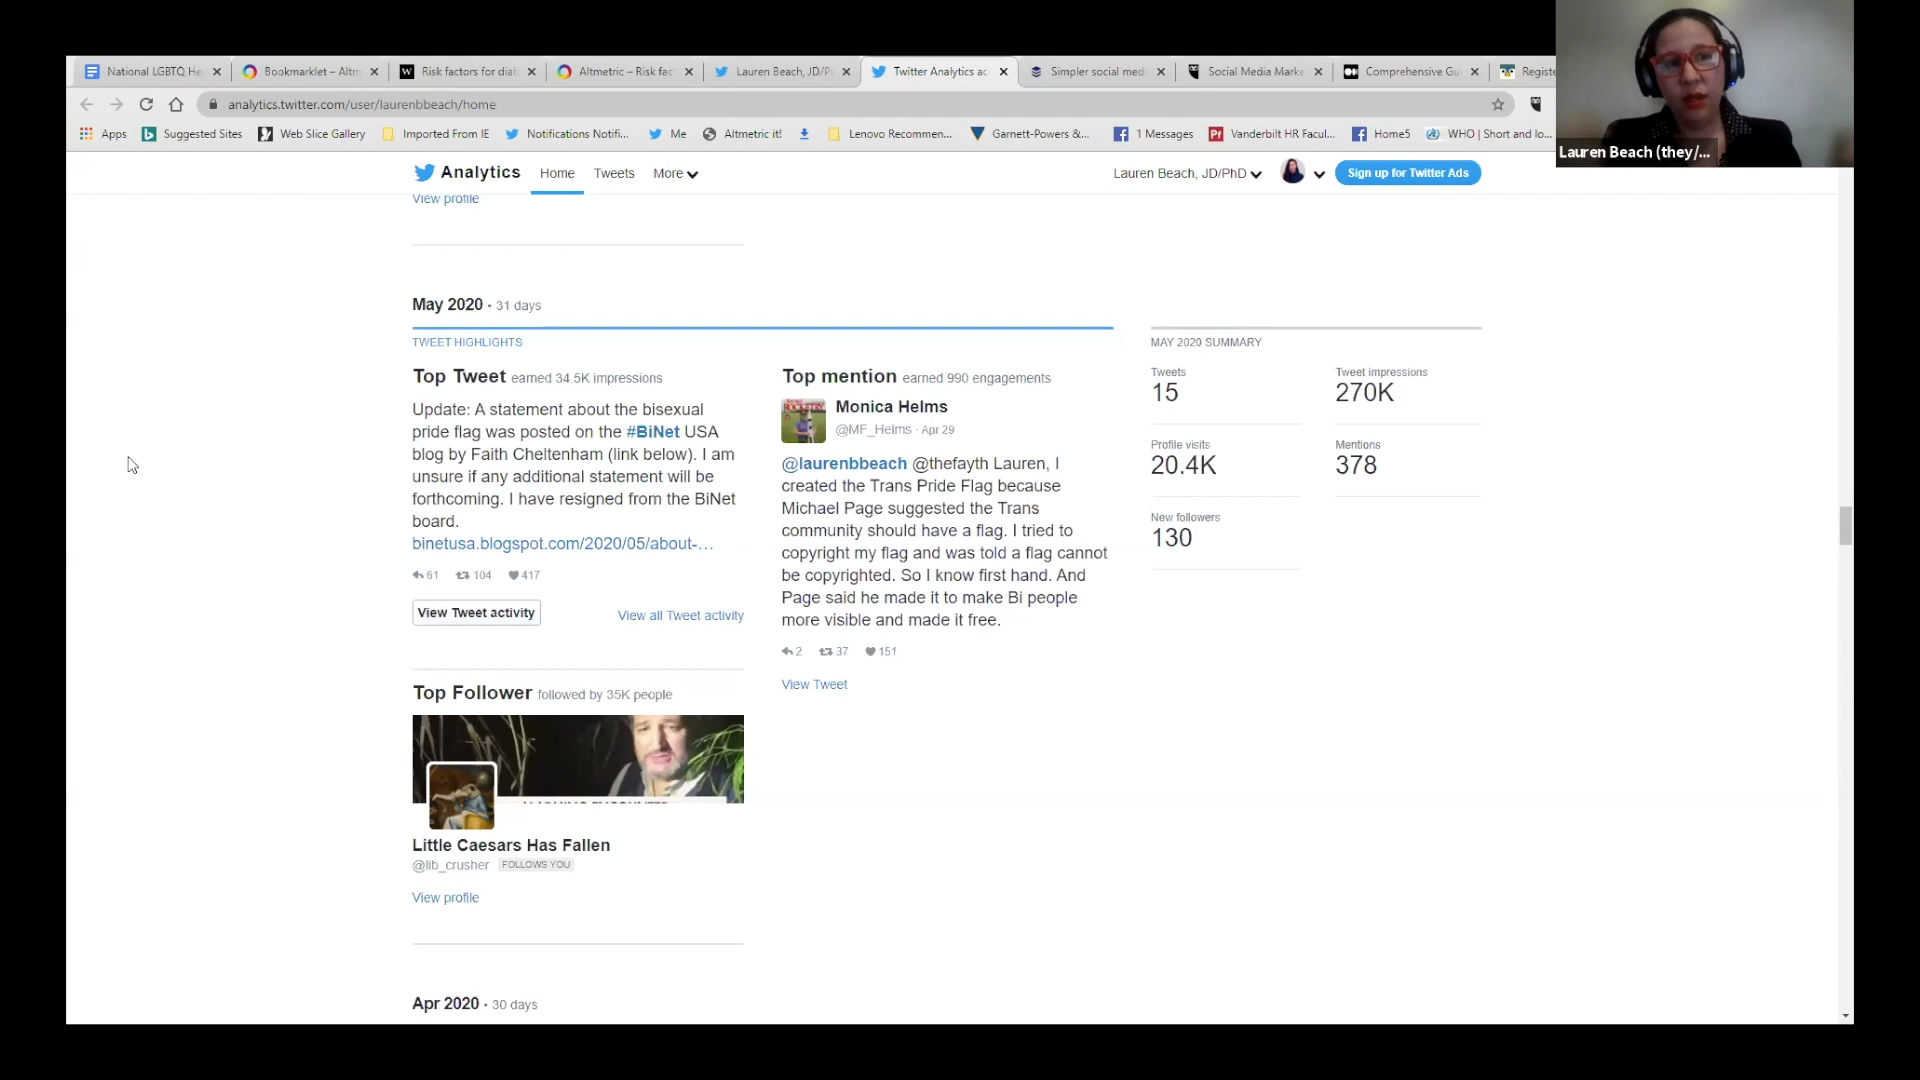 National LGBTQ He
Bookmarklet – Altm
Risk factors for diab
Altmetric – Risk fac
Lauren Beach, JD/P
Twitter Analytics ac
Simpler social med
Social Media Marke
Comprehensive Gu
Registe
analytics.twitter.com/user/laurenbbeach/home
Apps
Suggested Sites
Web Slice Gallery
Imported From IE
Notifications Notifi...
Me
Altmetric it!
Lenovo Recommen...
Garnett-Powers &...
1 Messages
Vanderbilt HR Facul...
Home5
WHO | Short and lo...
Lauren Beach (they/...
Analytics
Home
Tweets
More
Lauren Beach, JD/PhD
Sign up for Twitter Ads
View profile
May 2020 • 31 days
TWEET HIGHLIGHTS
Top Tweet earned 34.5K impressions
Update: A statement about the bisexual
pride flag was posted on the #BiNet USA
blog by Faith Cheltenham (link below). I am
unsure if any additional statement will be
forthcoming. I have resigned from the BiNet
board.
binetusa.blogspot.com/2020/05/about-…
61 104 417
View Tweet activity
View all Tweet activity
Top mention earned 990 engagements
Monica Helms
@MF_Helms · Apr 29
@laurenbbeach @thefayth Lauren, I
created the Trans Pride Flag because
Michael Page suggested the Trans
community should have a flag. I tried to
copyright my flag and was told a flag cannot
be copyrighted. So I know first hand. And
Page said he made it to make Bi people
more visible and made it free.
2 37 151
View Tweet
MAY 2020 SUMMARY
Tweets
15
Tweet impressions
270K
Profile visits
20.4K
Mentions
378
New followers
130
Top Follower followed by 35K people
Little Caesars Has Fallen
@lib_crusher FOLLOWS YOU
View profile
Apr 2020 • 30 days